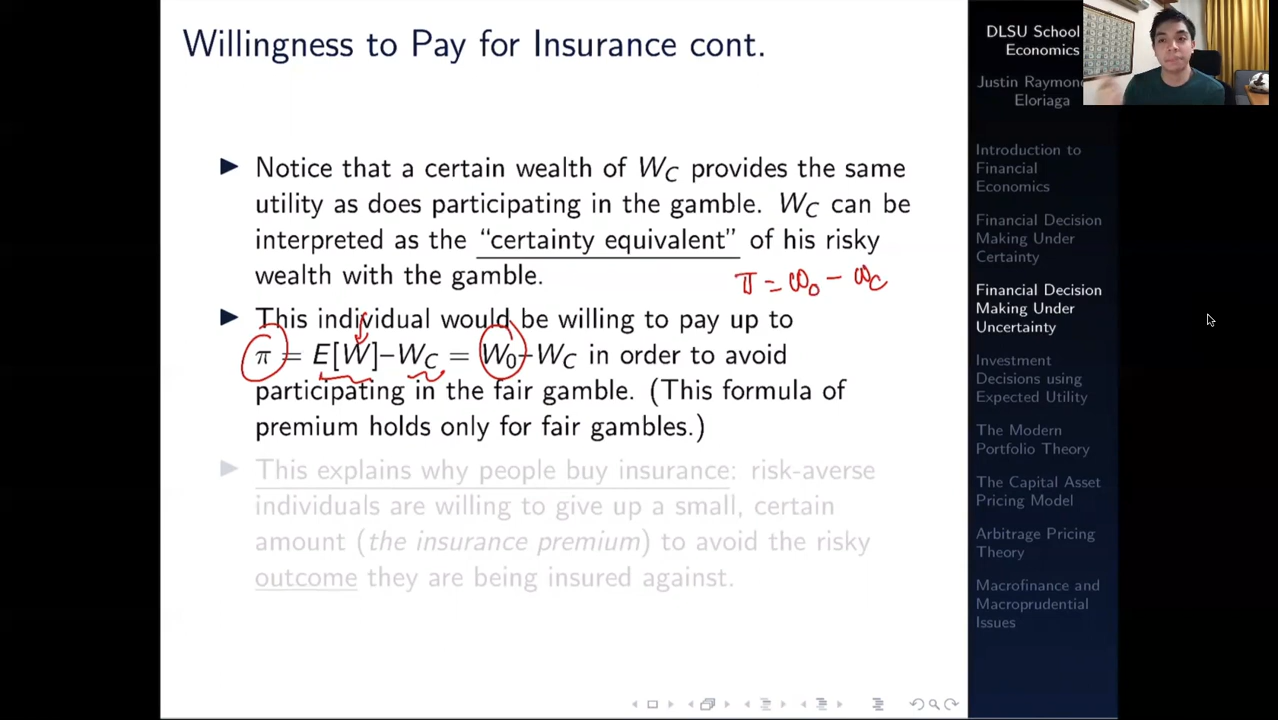 Willingness to Pay for Insurance cont.
Notice that a certain wealth of W_C provides the same
utility as does participating in the gamble. W_C can be
interpreted as the “certainty equivalent” of his risky
wealth with the gamble.
π = W₀ − W_C
This individual would be willing to pay up to
π = E[W]−W_C = W₀−W_C in order to avoid
participating in the fair gamble. (This formula of
premium holds only for fair gambles.)
This explains why people buy insurance: risk-averse
individuals are willing to give up a small, certain
amount (the insurance premium) to avoid the risky
outcome they are being insured against.
DLSU School
Economics
Justin Raymon
Eloriaga
Introduction to
Financial
Economics
Financial Decision
Making Under
Certainty
Financial Decision
Making Under
Uncertainty
Investment
Decisions using
Expected Utility
The Modern
Portfolio Theory
The Capital Asset
Pricing Model
Arbitrage Pricing
Theory
Macrofinance and
Macroprudential
Issues